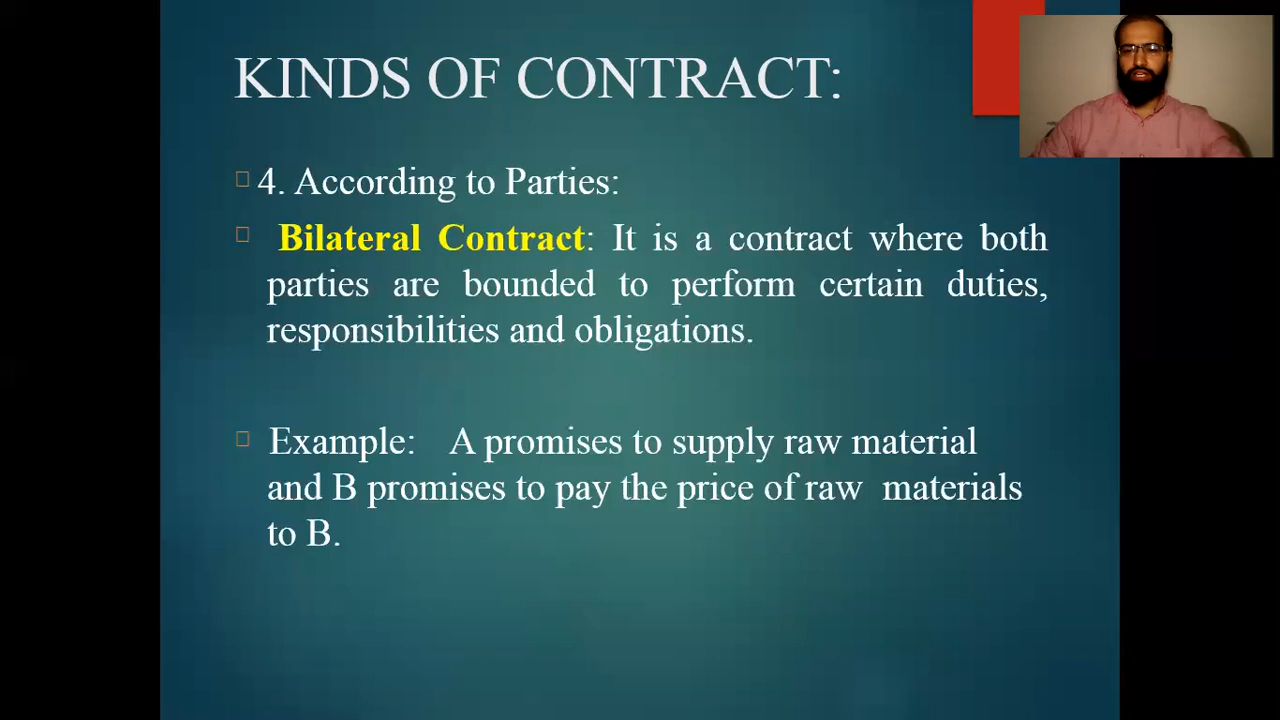 KINDS OF CONTRACT:
4. According to Parties:
Bilateral Contract: It is a contract where both
parties are bounded to perform certain duties,
responsibilities and obligations.
Example: A promises to supply raw material
and B promises to pay the price of raw materials
to B.